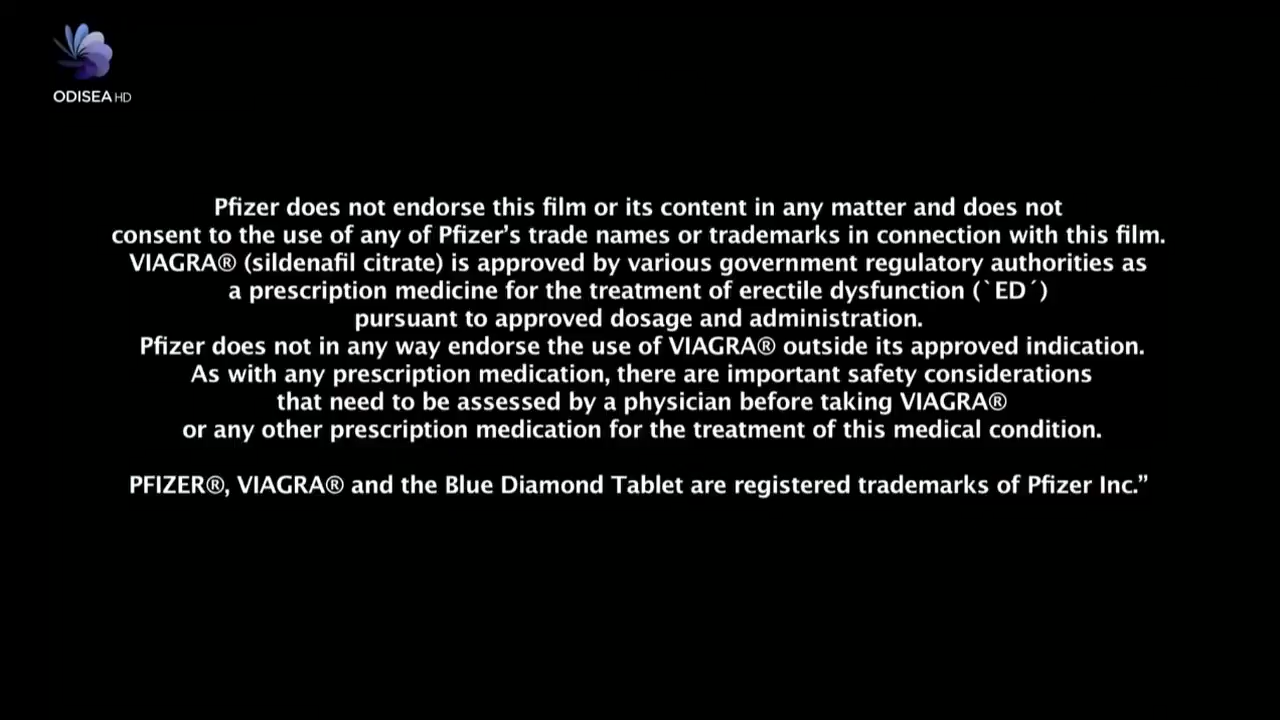 ODISEA HD
Pfizer does not endorse this film or its content in any matter and does not
consent to the use of any of Pfizer’s trade names or trademarks in connection with this film.
VIAGRA® (sildenafil citrate) is approved by various government regulatory authorities as
a prescription medicine for the treatment of erectile dysfunction (`ED´)
pursuant to approved dosage and administration.
Pfizer does not in any way endorse the use of VIAGRA® outside its approved indication.
As with any prescription medication, there are important safety considerations
that need to be assessed by a physician before taking VIAGRA®
or any other prescription medication for the treatment of this medical condition.
PFIZER®, VIAGRA® and the Blue Diamond Tablet are registered trademarks of Pfizer Inc.”